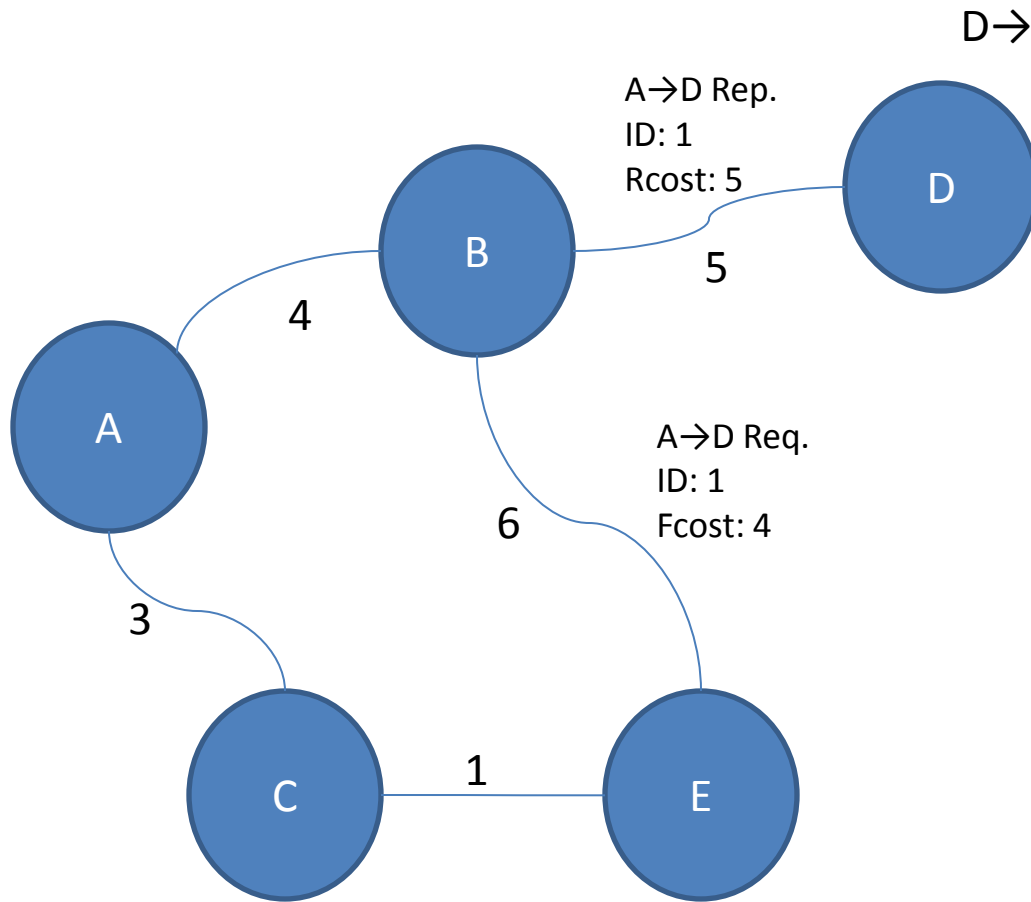 D→
A→D Rep.
ID: 1
Rcost: 5
D
B
5
4
A
A→D Req.
ID: 1
Fcost: 4
6
3
1
C
E